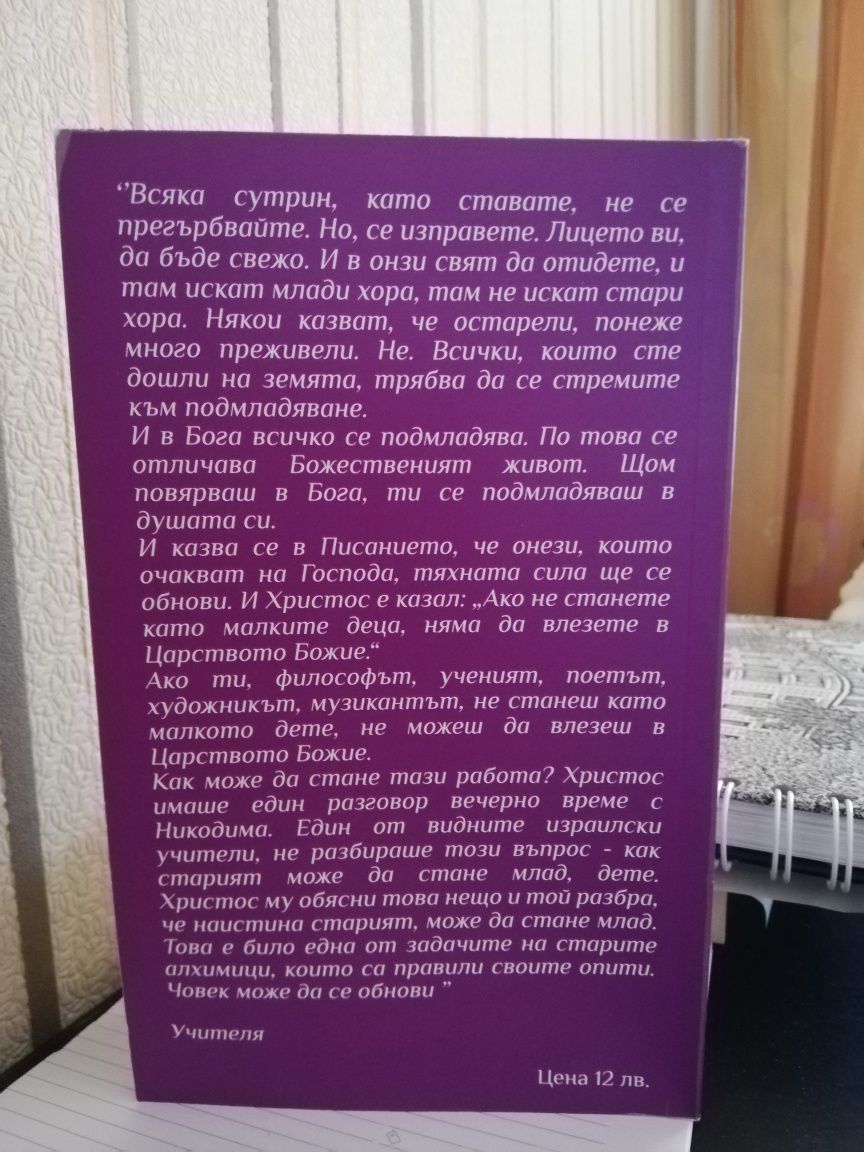 ‘’Всяка сутрин, като ставате, не се
прегърбвайте. Но, се изправете. Лицето ви,
да бъде свежо. И в онзи свят да отидете, и
там искат млади хора, там не искат стари
хора. Някои казват, че остарели, понеже
много преживели. Не. Всички, които сте
дошли на земята, трябва да се стремите
към подмладяване.
И в Бога всичко се подмладява. По това се
отличава Божественият живот. Щом
повярваш в Бога, ти се подмладяваш в
душата си.
И казва се в Писанието, че онези, които
очакват на Господа, тяхната сила ще се
обнови. И Христос е казал: „Ако не станете
като малките деца, няма да влезете в
Царството Божие.“
Ако ти, философът, ученият, поетът,
художникът, музикантът, не станеш като
малкото дете, не можеш да влезеш в
Царството Божие.
Как може да стане тази работа? Христос
имаше един разговор вечерно време с
Никодима. Един от видните израилски
учители, не разбираше този въпрос - как
старият може да стане млад, дете.
Христос му обясни това нещо и той разбра,
че наистина старият, може да стане млад.
Това е било една от задачите на старите
алхимици, които са правили своите опити.
Човек може да се обнови ’’
Учителя
Цена 12 лв.